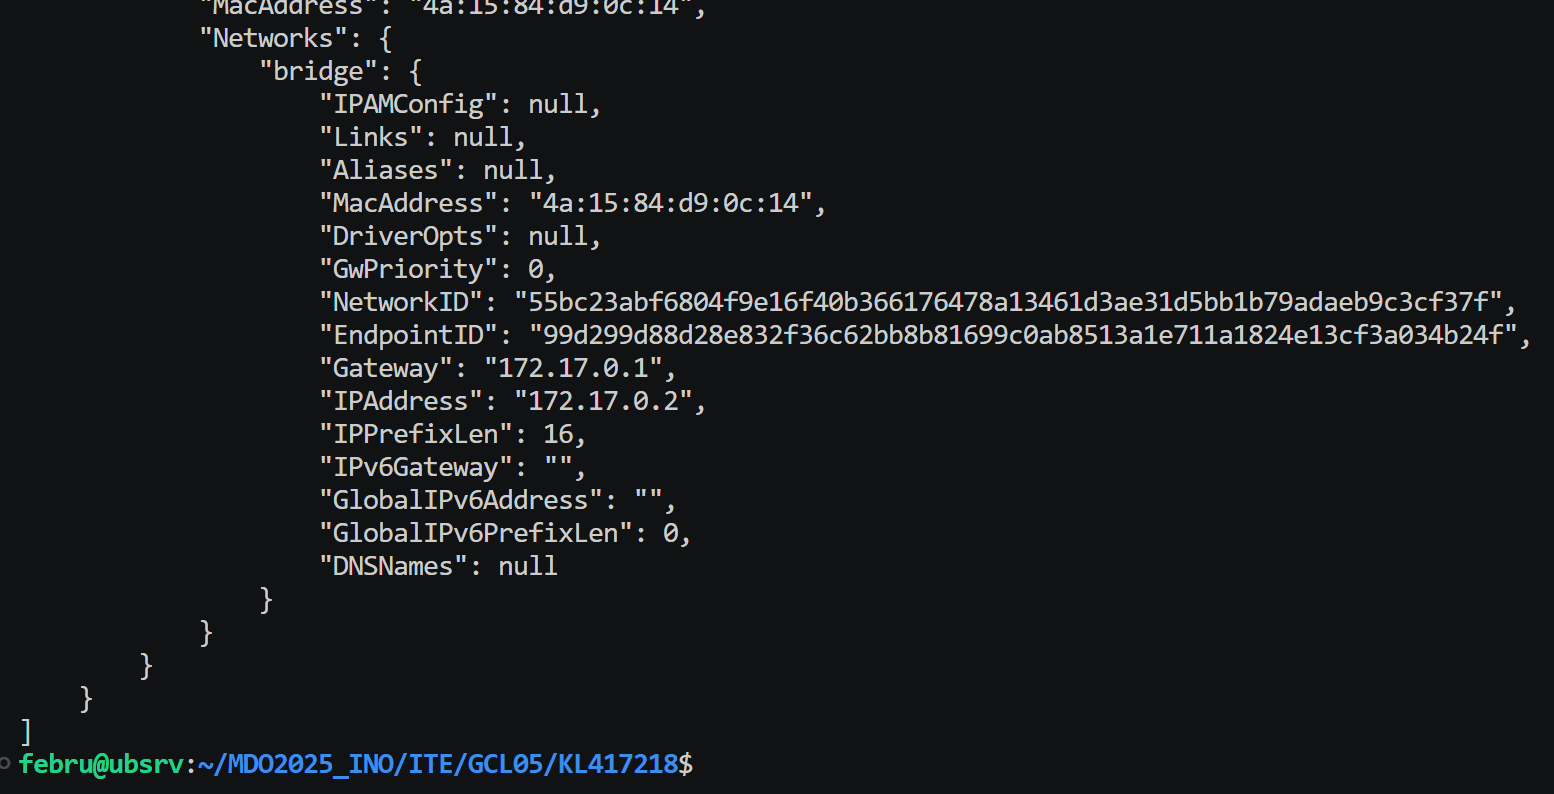 "MacAddress": "4a:15:84:d9:0c:14",
"Networks": {
"bridge": {
"IPAMConfig": null,
"Links": null,
"Aliases": null,
"MacAddress": "4a:15:84:d9:0c:14",
"DriverOpts": null,
"GwPriority": 0,
"NetworkID": "55bc23abf6804f9e16f40b366176478a13461d3ae31d5bb1b79adaeb9c3cf37f",
"EndpointID": "99d299d88d28e832f36c62bb8b81699c0ab8513a1e711a1824e13cf3a034b24f",
"Gateway": "172.17.0.1",
"IPAddress": "172.17.0.2",
"IPPrefixLen": 16,
"IPv6Gateway": "",
"GlobalIPv6Address": "",
"GlobalIPv6PrefixLen": 0,
"DNSNames": null
}
}
}
}
]
febru@ubsrv:~/MDO2025_INO/ITE/GCL05/KL417218$